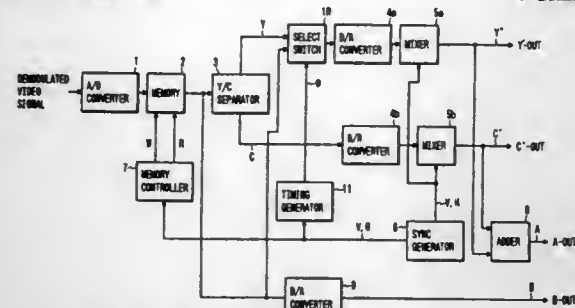 DEMODULATED
VIDEO
SIGNAL
1
A/D
CONVERTER
2
MEMORY
3
Y/C
SEPARATOR
Y
C
10
SELECT
SWITCH
4a
D/A
CONVERTER
5a
MIXER
Y'
Y'-OUT
4b
D/A
CONVERTER
5b
MIXER
C'
C'-OUT
W
R
7
MEMORY
CONTROLLER
TIMING
GENERATOR
11
V, H
V, H
6
SYNC
GENERATOR
8
ADDER
A
A-OUT
D/A
CONVERTER
9
B
B-OUT